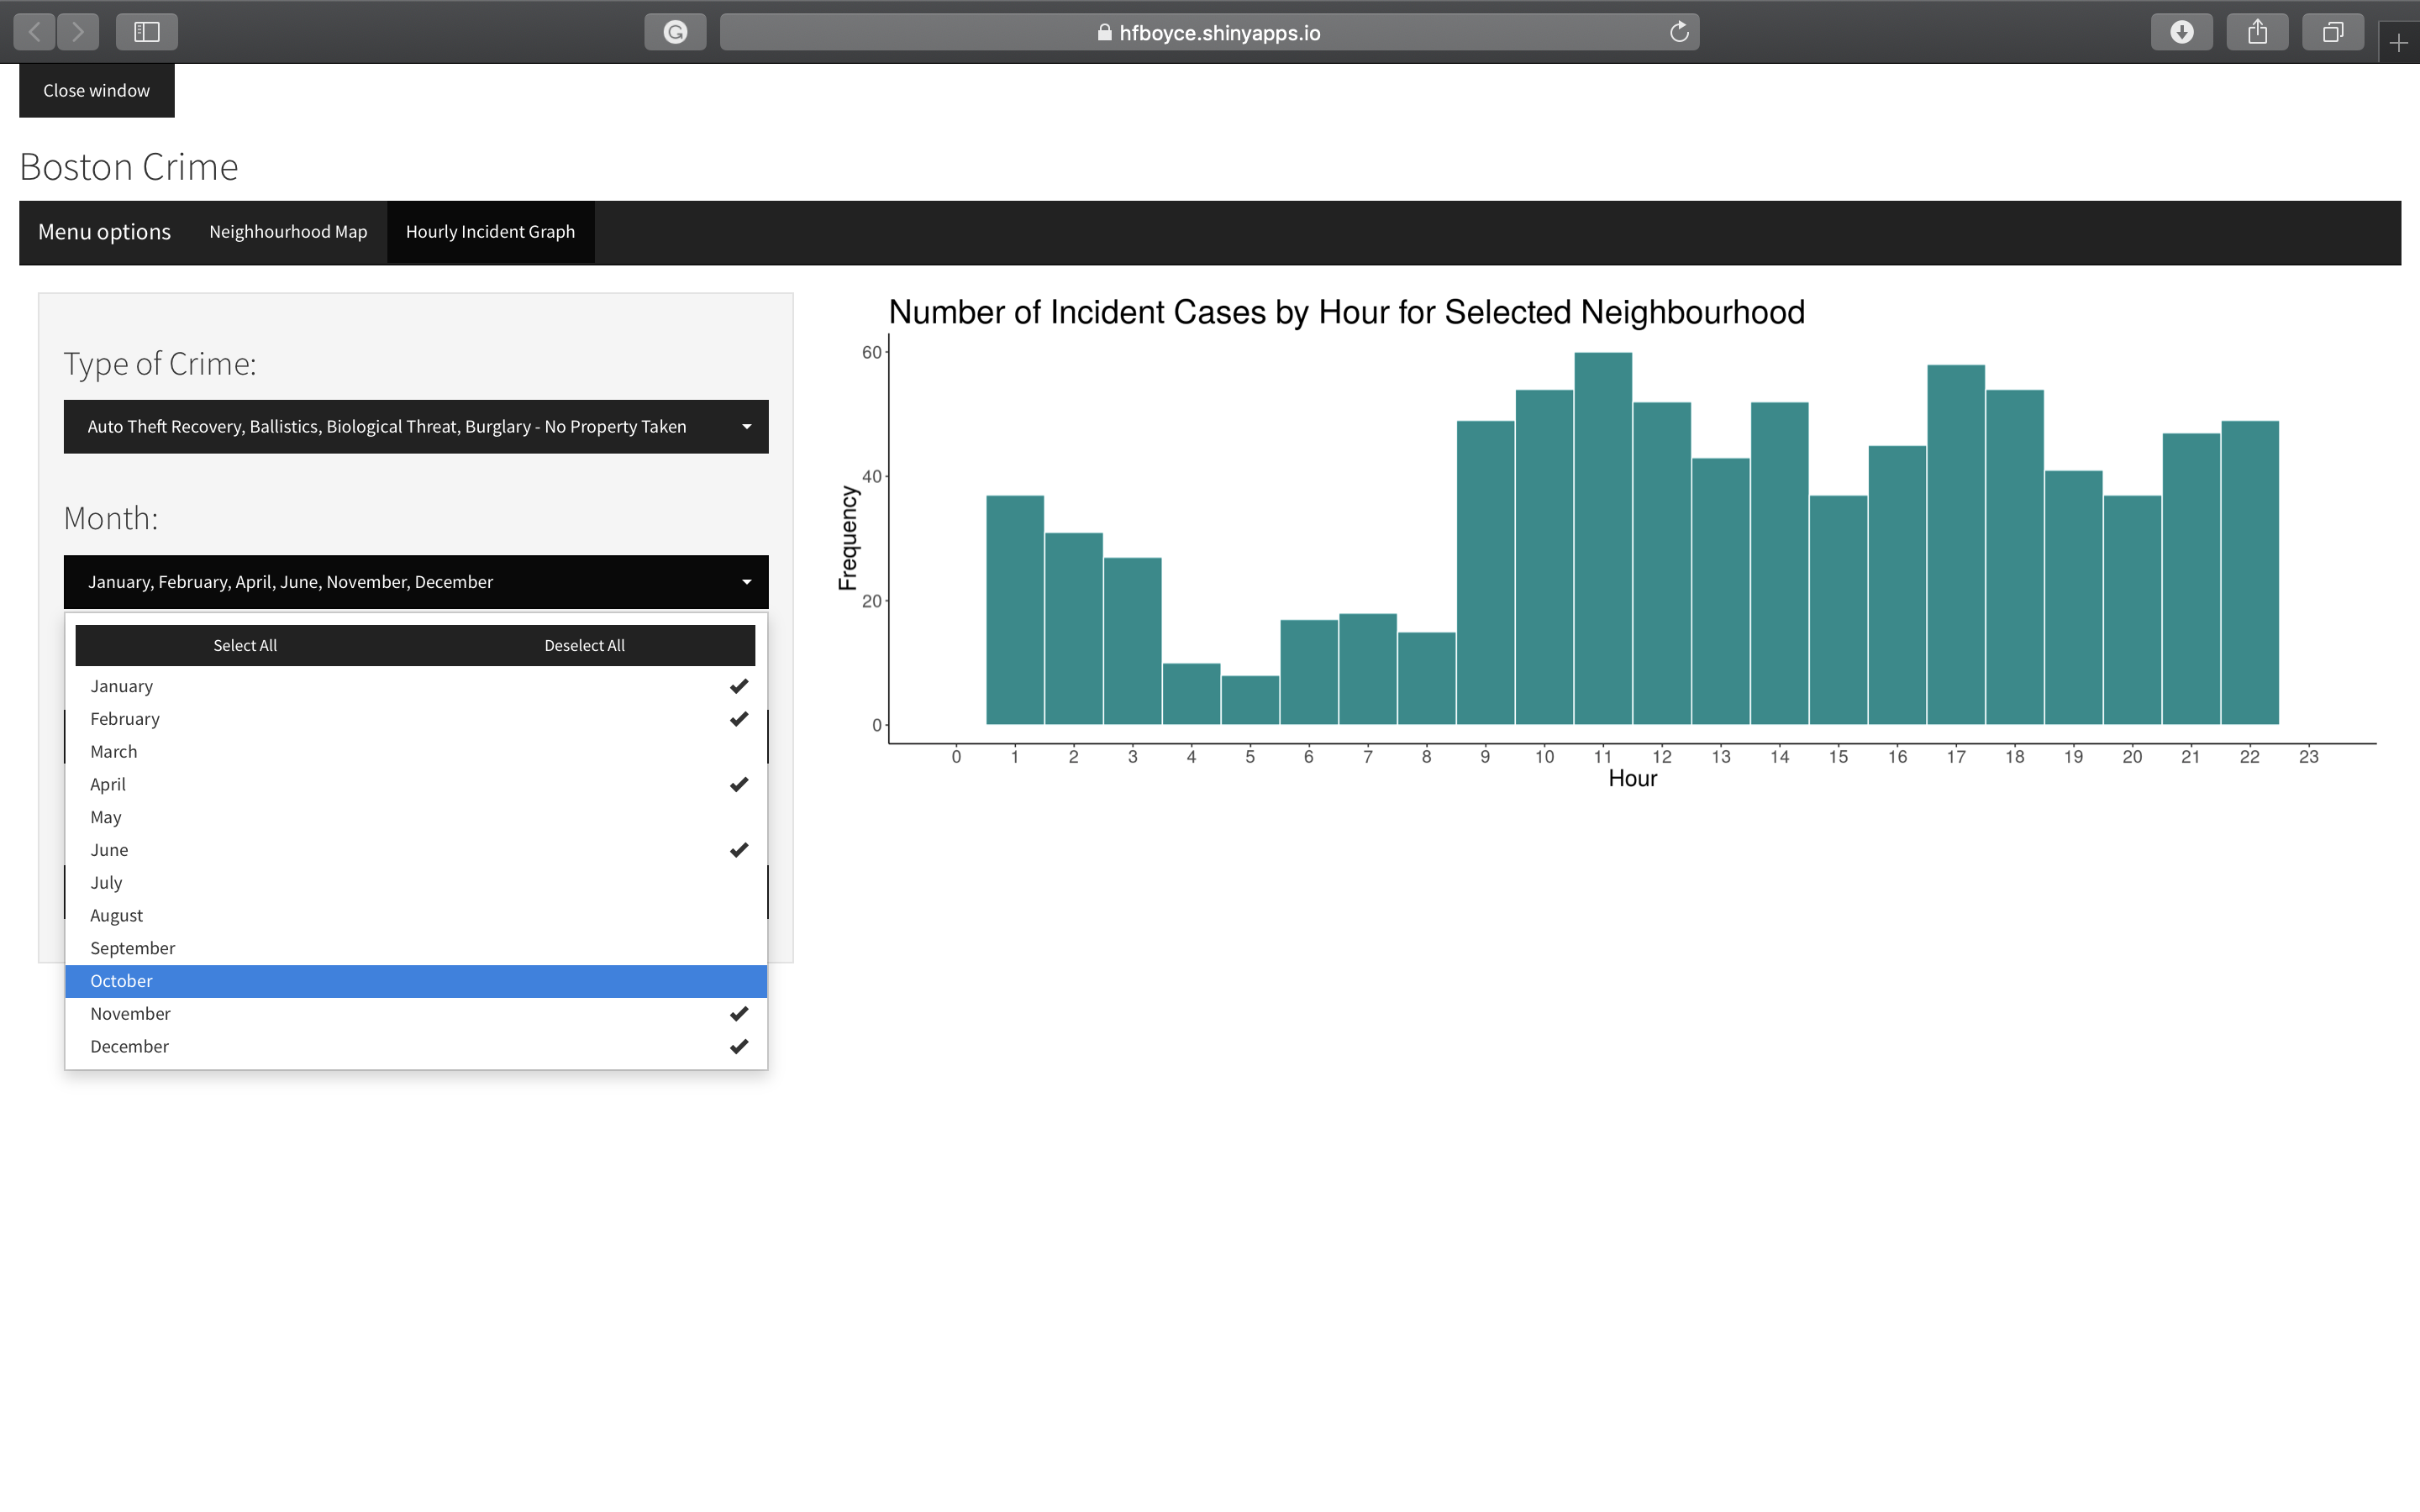 hfboyce.shinyapps.io
Close window
Boston Crime
Menu options Neighhourhood Map Hourly Incident Graph
Type of Crime:
Auto Theft Recovery, Ballistics, Biological Threat, Burglary - No Property Taken
Month:
January, February, April, June, November, December
Select All Deselect All
January
February
March
April
May
June
July
August
September
October
November
December
Number of Incident Cases by Hour for Selected Neighbourhood
60
40
20
0
Frequency
0 1 2 3 4 5 6 7 8 9 10 11 12 13 14 15 16 17 18 19 20 21 22 23
Hour